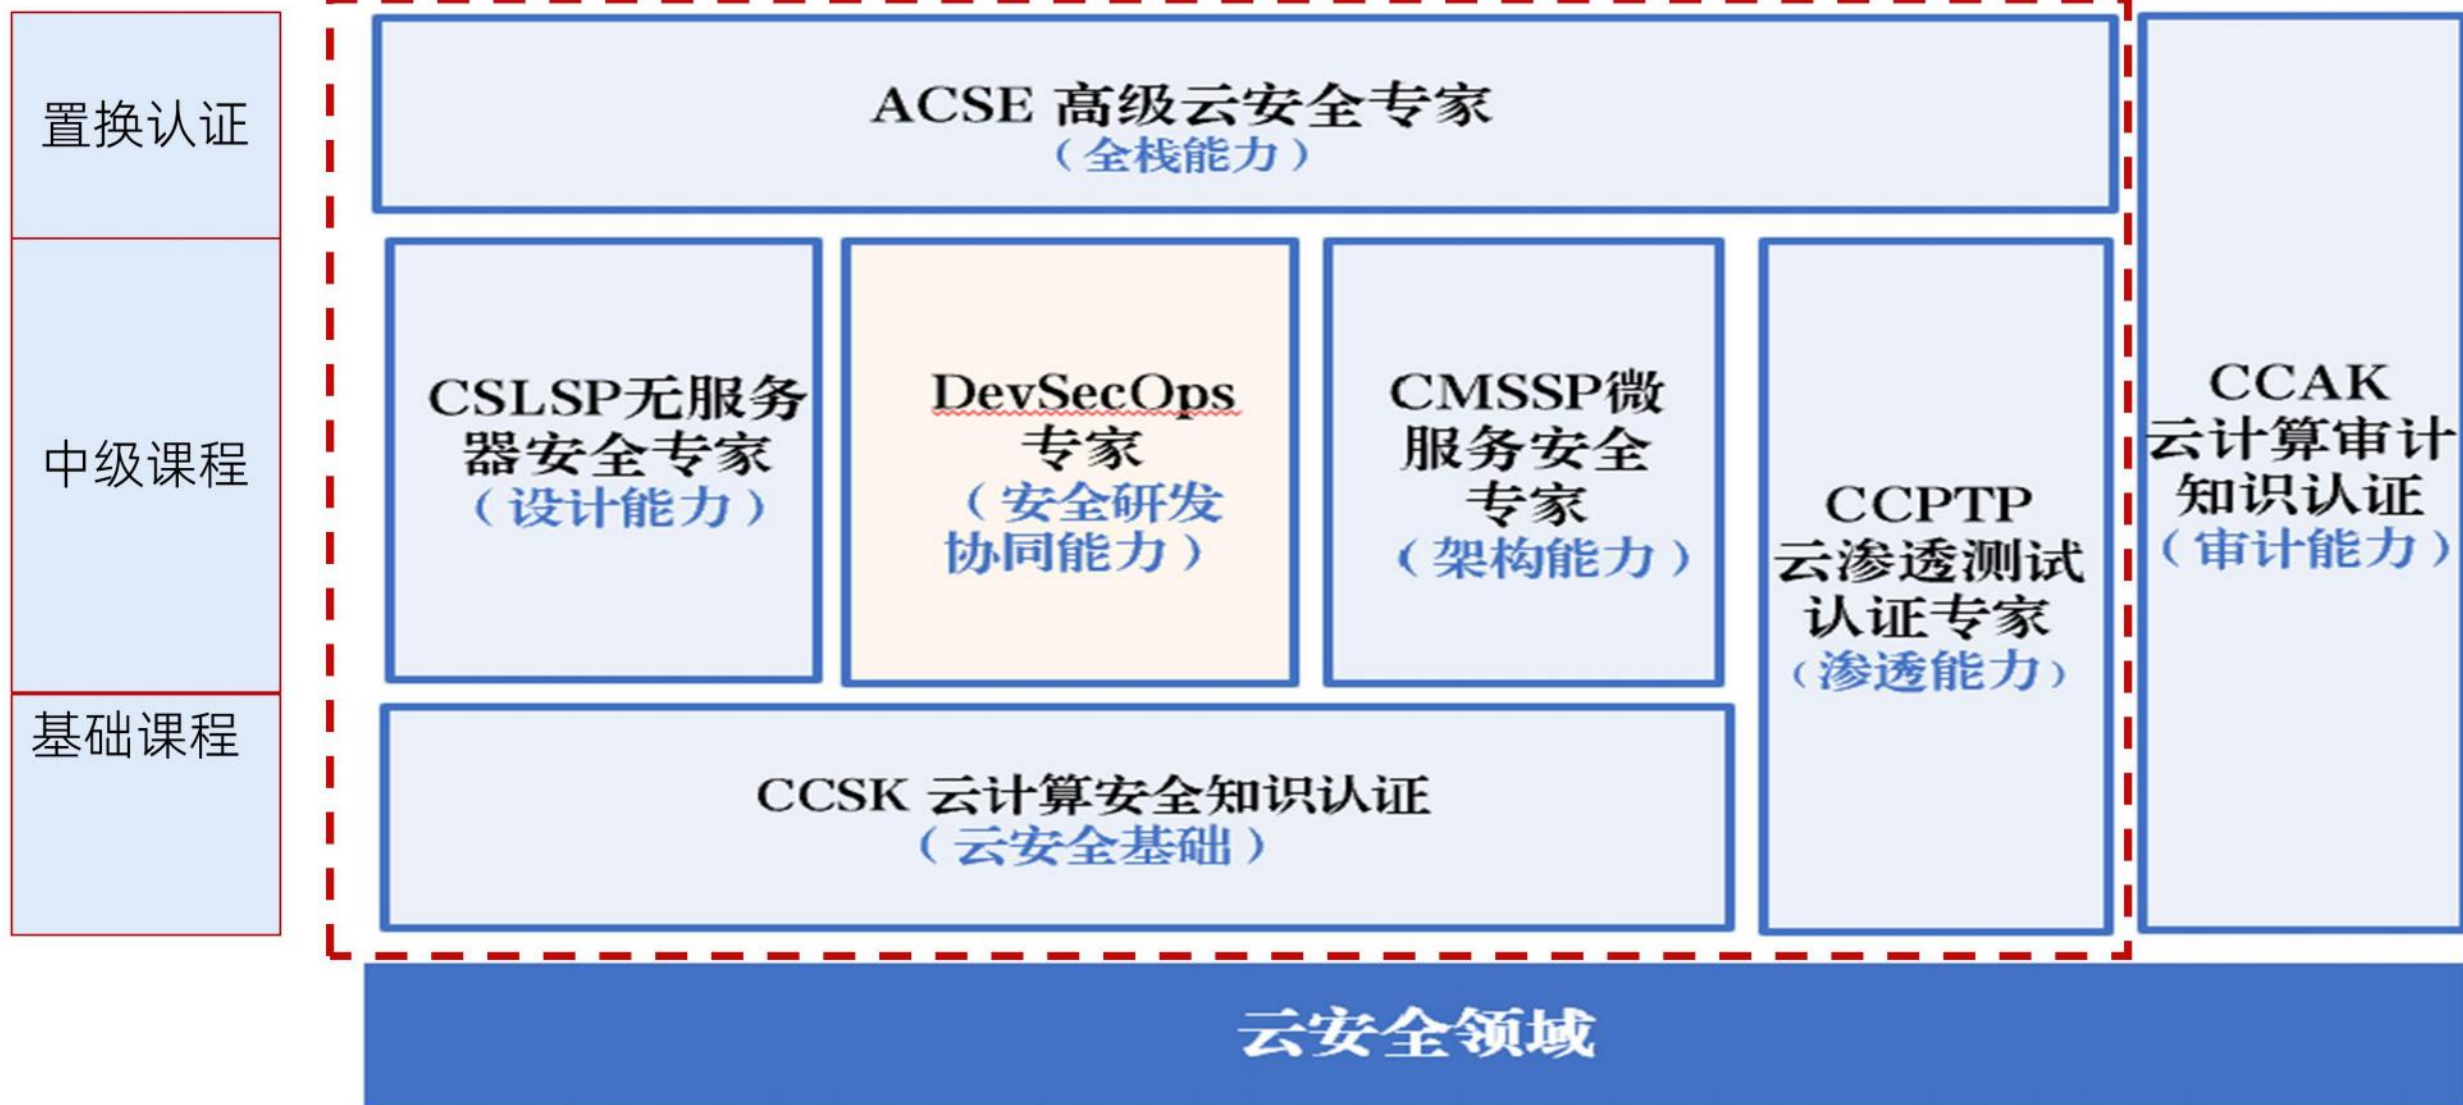 置换认证
ACSE 高级云安全专家
（全栈能力）
中级课程
CSLSP无服务
器安全专家
（设计能力）
DevSecOps
专家
（安全研发
协同能力）
CMSSP微
服务安全
专家
（架构能力）
CCPTP
云渗透测试
认证专家
（渗透能力）
CCAK
云计算审计
知识认证
（审计能力）
基础课程
CCSK 云计算安全知识认证
（云安全基础）
云安全领域